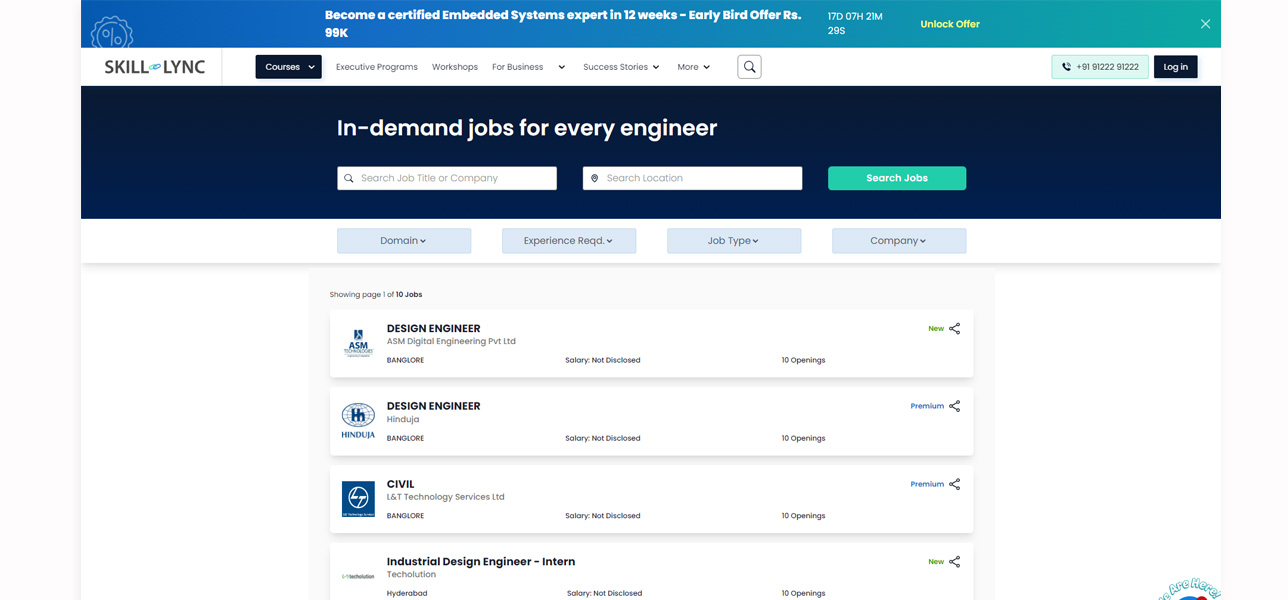 Become a certified Embedded Systems expert in 12 weeks - Early Bird Offer Rs. 99K
17D 07H 21M 29S
Unlock Offer
SKILL LYNC
Courses
Executive Programs
Workshops
For Business
Success Stories
More
+91 91222 91222
Log in
In-demand jobs for every engineer
Search Job Title or Company
Search Location
Search Jobs
Domain
Experience Reqd.
Job Type
Company
Showing page 1 of 10 Jobs
ASM
TECHNOLOGIES
DESIGN ENGINEER
New
ASM Digital Engineering Pvt Ltd
BANGLORE
Salary: Not Disclosed
10 Openings
HINDUJA
DESIGN ENGINEER
Premium
Hinduja
BANGLORE
Salary: Not Disclosed
10 Openings
CIVIL
Premium
L&T Technology Services Ltd
BANGLORE
Salary: Not Disclosed
10 Openings
techolution
Industrial Design Engineer - Intern
New
Techolution
Hyderabad
Salary: Not Disclosed
10 Openings
Are Here!